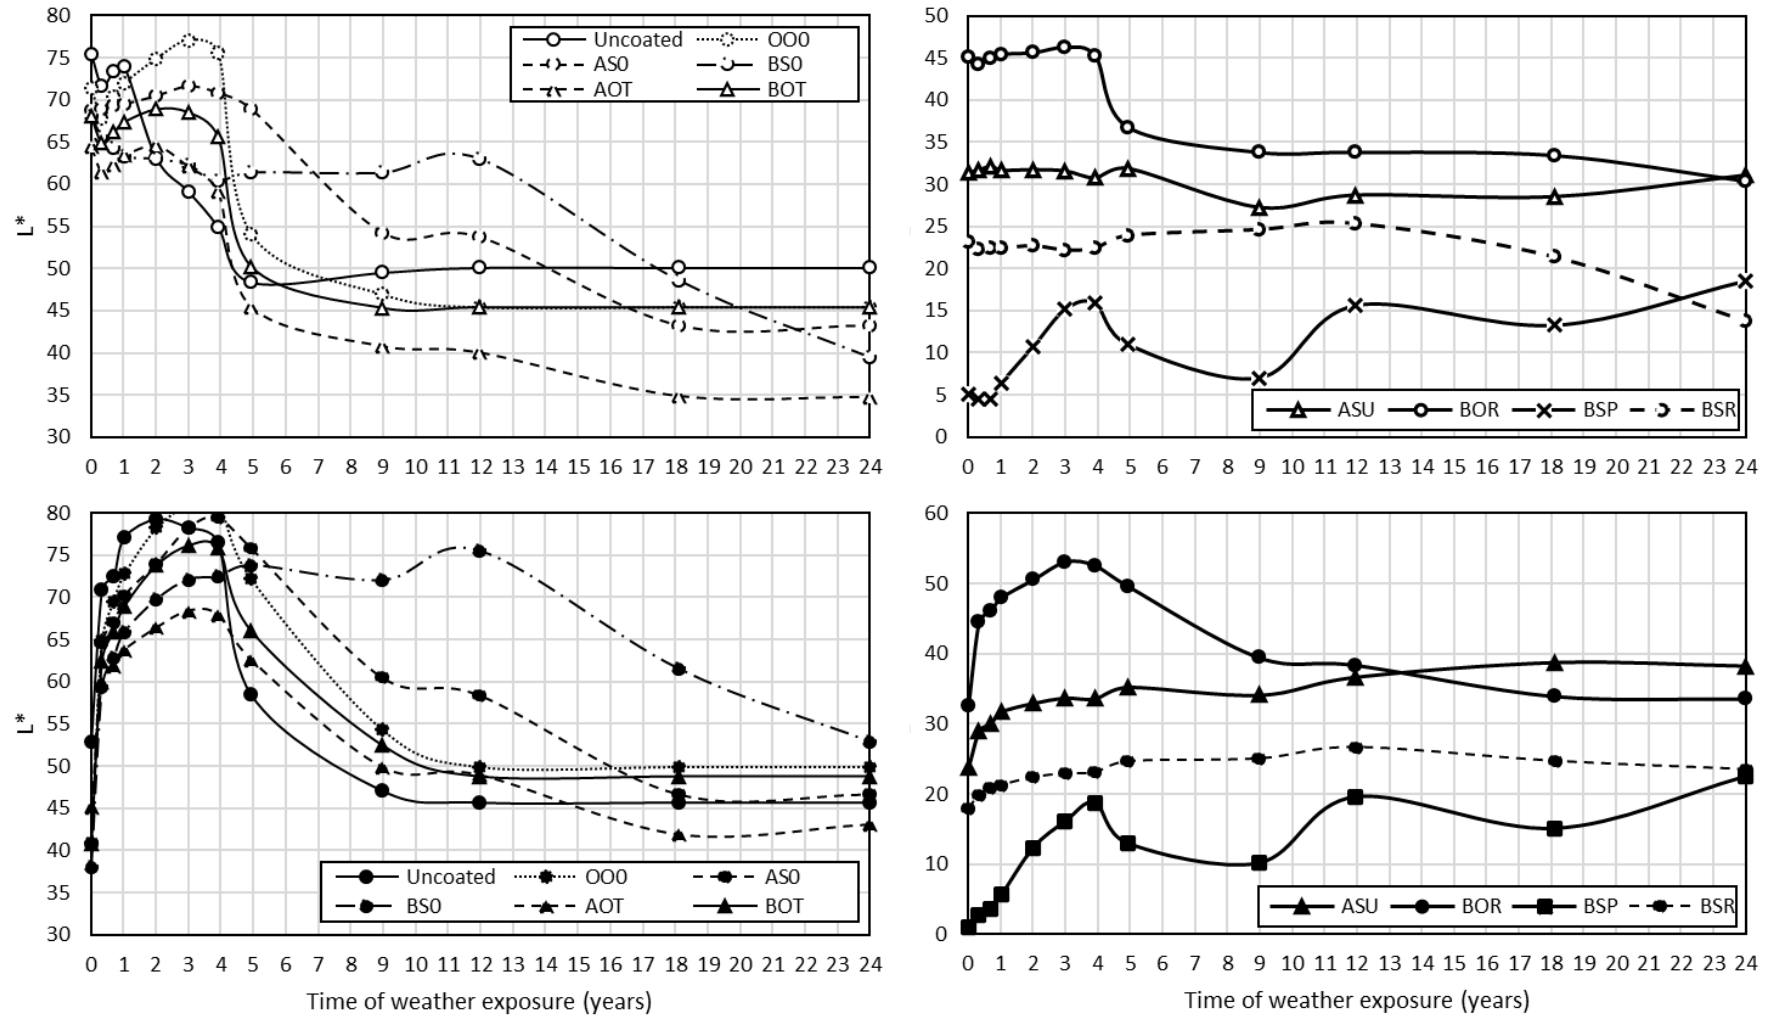 80
75
70
65
60
55
50
45
40
35
30
L*
Uncoated OO0
AS0 BS0
AOT BOT
0 1 2 3 4 5 6 7 8 9 10 11 12 13 14 15 16 17 18 19 20 21 22 23 24
50
45
40
35
30
25
20
15
10
5
0
ASU BOR BSP BSR
0 1 2 3 4 5 6 7 8 9 10 11 12 13 14 15 16 17 18 19 20 21 22 23 24
80
75
70
65
60
55
50
45
40
35
30
L*
Uncoated OO0 AS0
BS0 AOT BOT
0 1 2 3 4 5 6 7 8 9 10 11 12 13 14 15 16 17 18 19 20 21 22 23 24
Time of weather exposure (years)
60
50
40
30
20
10
0
ASU BOR BSP BSR
0 1 2 3 4 5 6 7 8 9 10 11 12 13 14 15 16 17 18 19 20 21 22 23 24
Time of weather exposure (years)